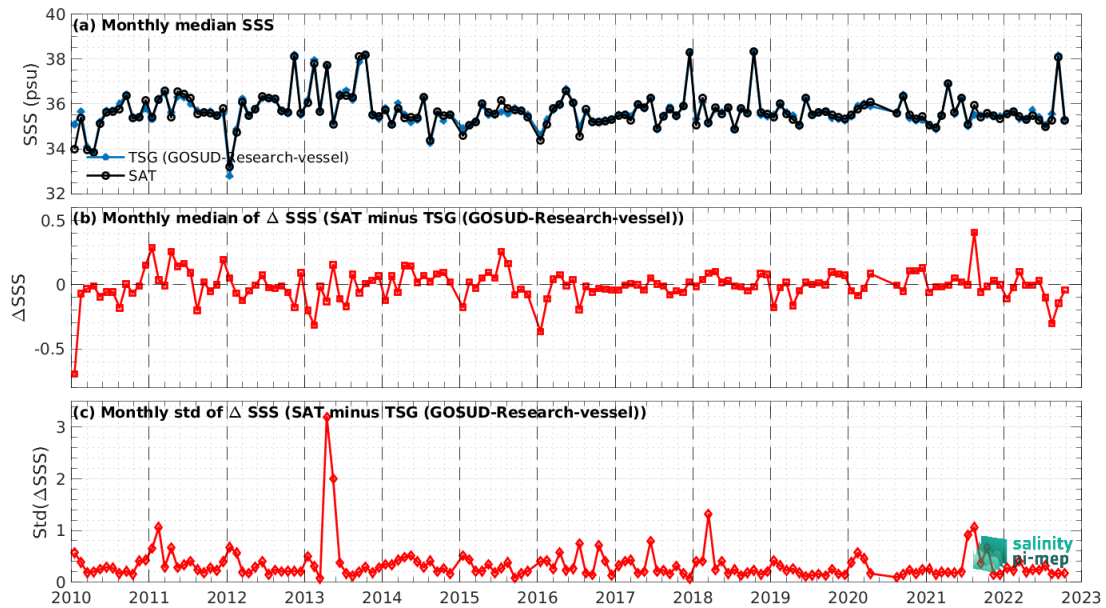 (a) Monthly median SSS
40
38
36
34
32
SSS (psu)
TSG (GOSUD-Research-vessel)
SAT
(b) Monthly median of Δ SSS (SAT minus TSG (GOSUD-Research-vessel))
0.5
0
-0.5
ΔSSS
(c) Monthly std of Δ SSS (SAT minus TSG (GOSUD-Research-vessel))
3
2
1
0
Std(ΔSSS)
salinity
pi-mep
2010 2011 2012 2013 2014 2015 2016 2017 2018 2019 2020 2021 2022 2023